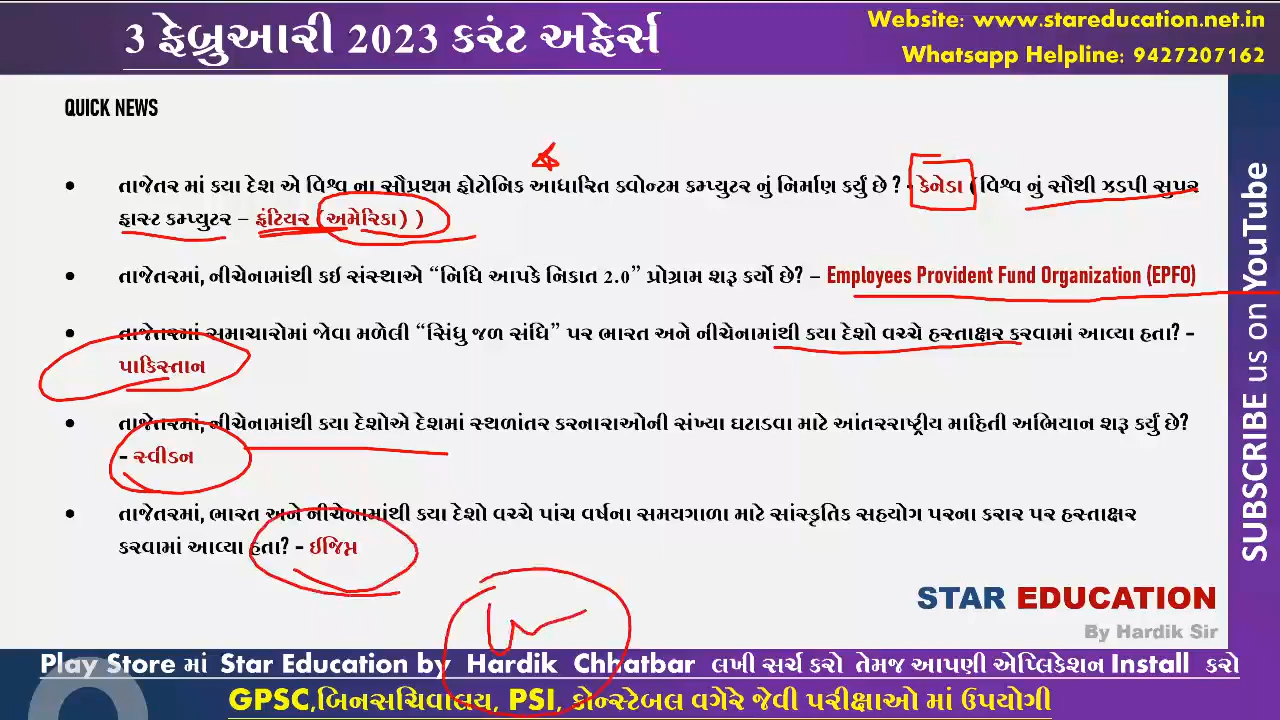 3 ફેબ્રુઆરી 2023 કરંટ અફેર્સ
Website: www.stareducation.net.in
Whatsapp Helpline: 9427207162
QUICK NEWS
• તાજેતર માં ક્યા દેશ એ વિશ્વ ના સૌપ્રથમ ફોટોનિક આધારિત ક્વોન્ટમ કમ્પ્યુટર નું નિર્માણ કર્યું છે ? - કેનેડા (વિશ્વ નું સૌથી ઝડપી સુપર
ફાસ્ટ કમ્પ્યુટર – ફ્રંટિયર (અમેરિકા) )
• તાજેતરમાં, નીચેનામાંથી કઇ સંસ્થાએ “નિધિ આપકે નિકાત 2.0” પ્રોગ્રામ શરૂ કર્યો છે? – Employees Provident Fund Organization (EPFO)
• તાજેતરમાં સમાચારોમાં જોવા મળેલી “સિંધુ જળ સંધિ” પર ભારત અને નીચેનામાંથી ક્યા દેશો વચ્ચે હસ્તાક્ષર કરવામાં આવ્યા હતા? -
પાકિસ્તાન
• તાજેતરમાં, નીચેનામાંથી ક્યા દેશોએ દેશમાં સ્થળાંતર કરનારાઓની સંખ્યા ઘટાડવા માટે આંતરરાષ્ટ્રીય માહિતી અભિયાન શરૂ કર્યું છે?
- સ્વીડન
• તાજેતરમાં, ભારત અને નીચેનામાંથી ક્યા દેશો વચ્ચે પાંચ વર્ષના સમયગાળા માટે સાંસ્કૃતિક સહયોગ પરના કરાર પર હસ્તાક્ષર
કરવામાં આવ્યા હતા? - ઈજિપ્ત
STAR EDUCATION
By Hardik Sir
SUBSCRIBE us on YouTube
Play Store માં Star Education by Hardik Chhatbar લખી સર્ચ કરો તેમજ આપણી એપ્લિકેશન Install કરો
GPSC,બિનસચિવાલય, PSI, કોન્સ્ટેબલ વગેરે જેવી પરીક્ષાઓ માં ઉપયોગી